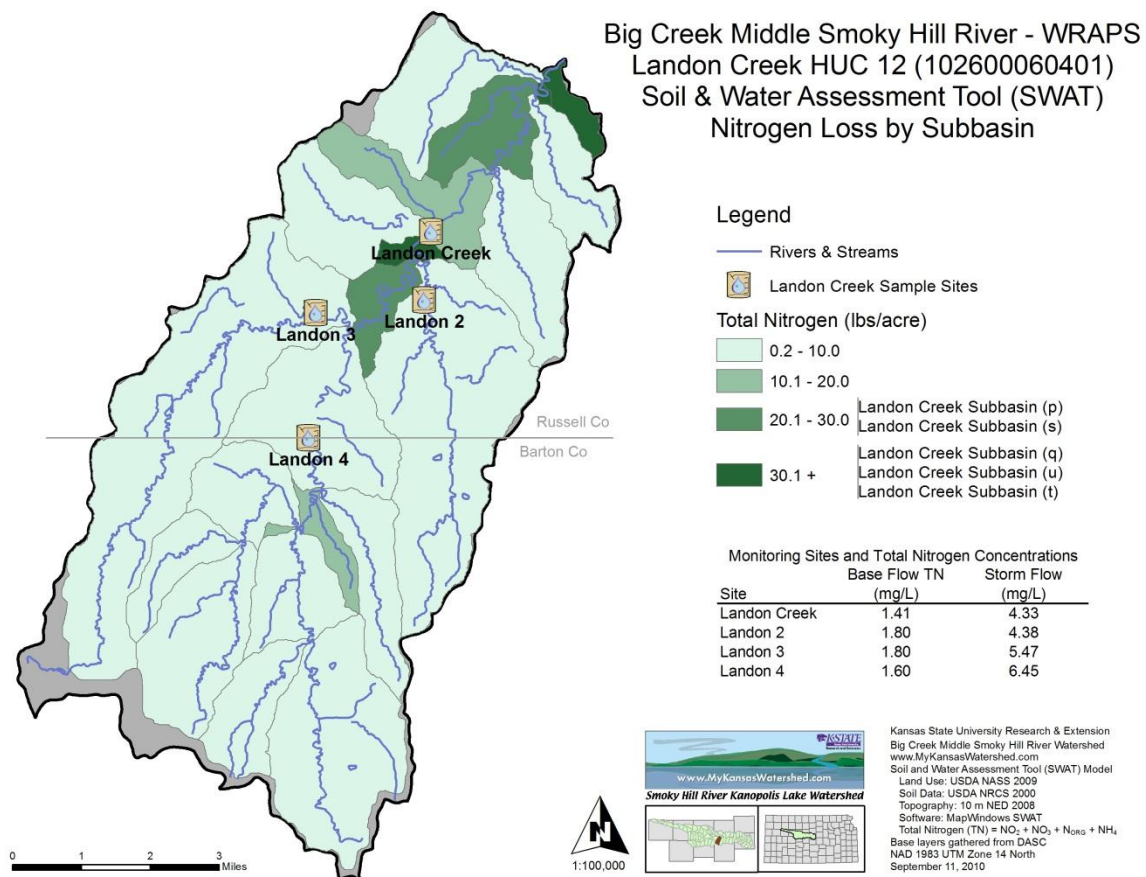 Big Creek Middle Smoky Hill River - WRAPS
Landon Creek HUC 12 (102600060401)
Soil & Water Assessment Tool (SWAT)
Nitrogen Loss by Subbasin
Landon Creek
Landon 3
Landon 2
Russell Co
Barton Co
Landon 4
Legend
Rivers & Streams
Landon Creek Sample Sites
Total Nitrogen (lbs/acre)
0.2 - 10.0
10.1 - 20.0
20.1 - 30.0
Landon Creek Subbasin (p)
Landon Creek Subbasin (s)
30.1 +
Landon Creek Subbasin (q)
Landon Creek Subbasin (u)
Landon Creek Subbasin (t)
Monitoring Sites and Total Nitrogen Concentrations
Base Flow TN Storm Flow
Site (mg/L) (mg/L)
Landon Creek 1.41 4.33
Landon 2 1.80 4.38
Landon 3 1.80 5.47
Landon 4 1.60 6.45
0 1 2 3
Miles
N
1:100,000
K-STATE
www.MyKansasWatershed.com
Smoky Hill River Kanopolis Lake Watershed
Kansas State University Research & Extension
Big Creek Middle Smoky Hill River Watershed
www.MyKansasWatershed.com
Soil and Water Assessment Tool (SWAT) Model
Land Use: USDA NASS 2009
Soil Data: USDA NRCS 2000
Topography: 10 m NED 2008
Software: MapWindows SWAT
Total Nitrogen (TN) = NO₂ + NO₃ + N_ORG + NH₄
Base layers gathered from DASC
NAD 1983 UTM Zone 14 North
September 11, 2010